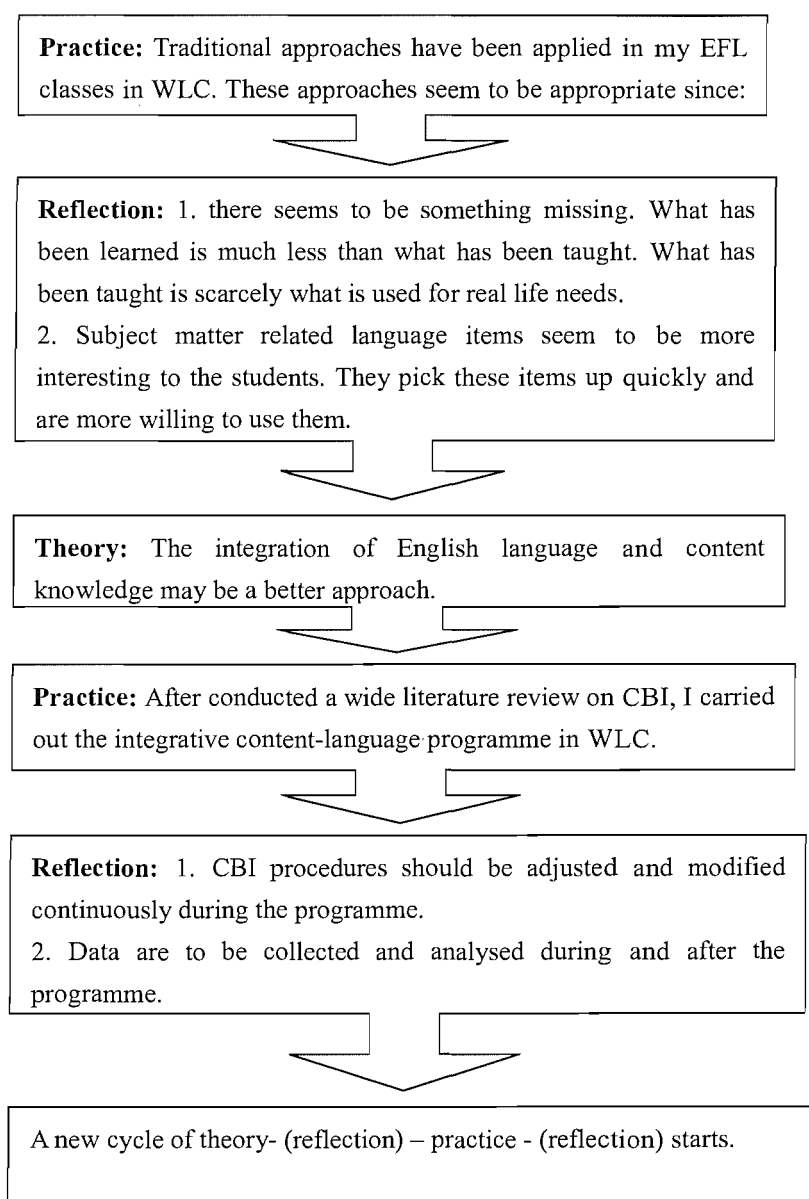 Practice: Traditional approaches have been applied in my EFL
classes in WLC. These approaches seem to be appropriate since:
Reflection: 1. there seems to be something missing. What has
been learned is much less than what has been taught. What has
been taught is scarcely what is used for real life needs.
2. Subject matter related language items seem to be more
interesting to the students. They pick these items up quickly and
are more willing to use them.
Theory: The integration of English language and content
knowledge may be a better approach.
Practice: After conducted a wide literature review on CBI, I carried
out the integrative content-language programme in WLC.
Reflection: 1. CBI procedures should be adjusted and modified
continuously during the programme.
2. Data are to be collected and analysed during and after the
programme.
A new cycle of theory- (reflection) – practice - (reflection) starts.